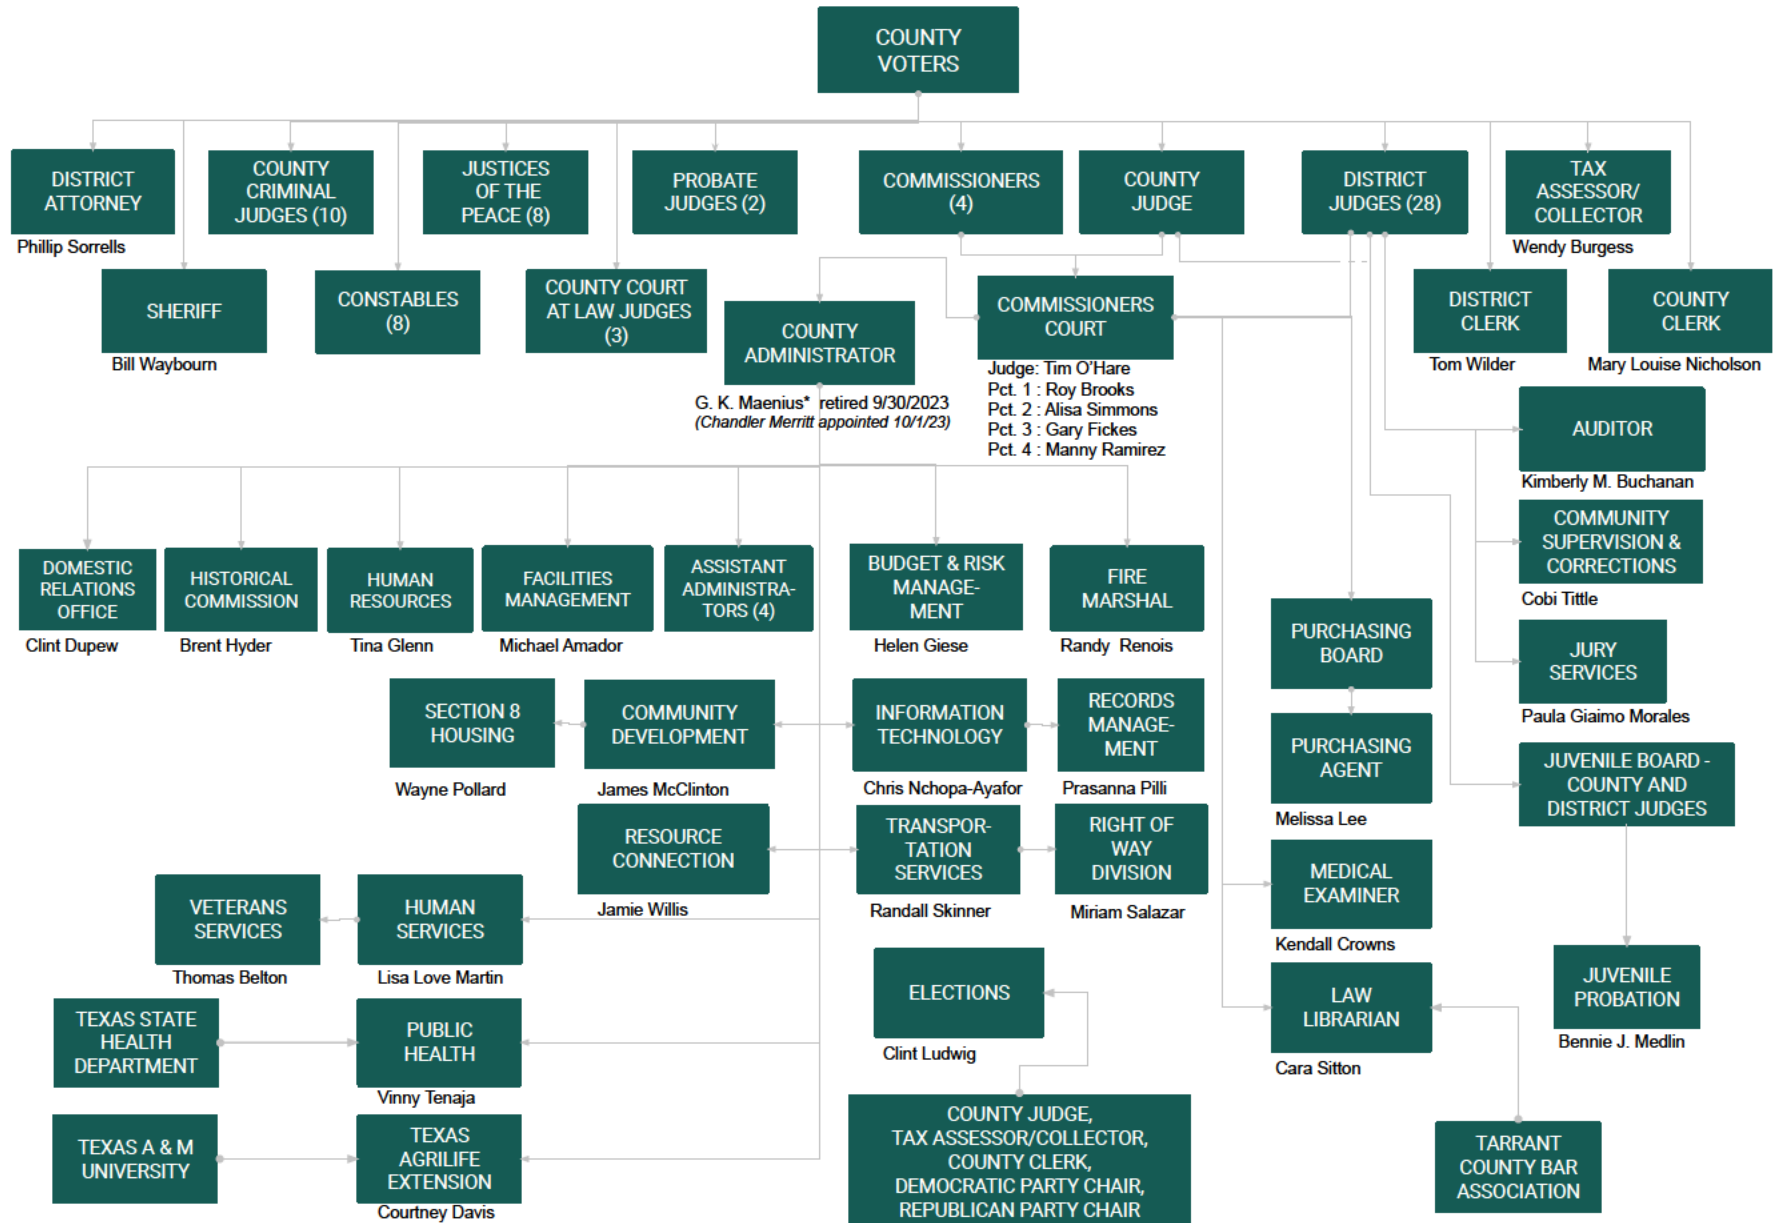 COUNTY
VOTERS
DISTRICT
ATTORNEY
Phillip Sorrells
COUNTY
CRIMINAL
JUDGES (10)
JUSTICES
OF THE
PEACE (8)
PROBATE
JUDGES (2)
COMMISSIONERS
(4)
COUNTY
JUDGE
DISTRICT
JUDGES (28)
TAX
ASSESSOR/
COLLECTOR
Wendy Burgess
SHERIFF
Bill Waybourn
CONSTABLES
(8)
COUNTY COURT
AT LAW JUDGES
(3)
COUNTY
ADMINISTRATOR
G. K. Maenius* retired 9/30/2023
(Chandler Merritt appointed 10/1/23)
COMMISSIONERS
COURT
Judge: Tim O'Hare
Pct. 1 : Roy Brooks
Pct. 2 : Alisa Simmons
Pct. 3 : Gary Fickes
Pct. 4 : Manny Ramirez
DISTRICT
CLERK
Tom Wilder
COUNTY
CLERK
Mary Louise Nicholson
AUDITOR
Kimberly M. Buchanan
COMMUNITY
SUPERVISION &
CORRECTIONS
Cobi Tittle
JURY
SERVICES
Paula Giaimo Morales
DOMESTIC
RELATIONS
OFFICE
Clint Dupew
HISTORICAL
COMMISSION
Brent Hyder
HUMAN
RESOURCES
Tina Glenn
FACILITIES
MANAGEMENT
Michael Amador
ASSISTANT
ADMINISTRA-
TORS (4)
BUDGET & RISK
MANAGE-
MENT
Helen Giese
FIRE
MARSHAL
Randy Renois
PURCHASING
BOARD
SECTION 8
HOUSING
Wayne Pollard
COMMUNITY
DEVELOPMENT
James McClinton
INFORMATION
TECHNOLOGY
Chris Nchopa-Ayafor
RECORDS
MANAGE-
MENT
Prasanna Pilli
PURCHASING
AGENT
Melissa Lee
JUVENILE BOARD -
COUNTY AND
DISTRICT JUDGES
RESOURCE
CONNECTION
Jamie Willis
TRANSPOR-
TATION
SERVICES
Randall Skinner
RIGHT OF
WAY
DIVISION
Miriam Salazar
MEDICAL
EXAMINER
Kendall Crowns
VETERANS
SERVICES
Thomas Belton
HUMAN
SERVICES
Lisa Love Martin
ELECTIONS
Clint Ludwig
LAW
LIBRARIAN
Cara Sitton
JUVENILE
PROBATION
Bennie J. Medlin
TEXAS STATE
HEALTH
DEPARTMENT
PUBLIC
HEALTH
Vinny Tenaja
TEXAS A & M
UNIVERSITY
TEXAS
AGRILIFE
EXTENSION
Courtney Davis
COUNTY JUDGE,
TAX ASSESSOR/COLLECTOR,
COUNTY CLERK,
DEMOCRATIC PARTY CHAIR,
REPUBLICAN PARTY CHAIR
TARRANT
COUNTY BAR
ASSOCIATION